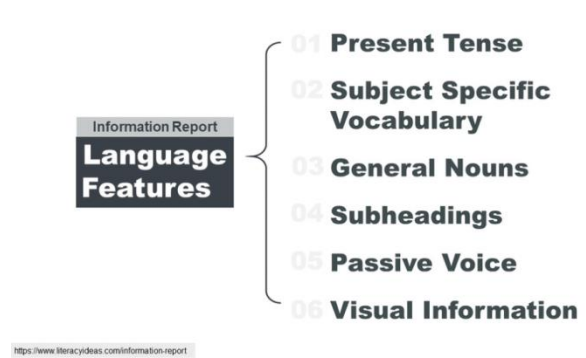 Information Report
Language
Features
01 Present Tense
02 Subject Specific
Vocabulary
03 General Nouns
04 Subheadings
05 Passive Voice
06 Visual Information
https://www.literacyideas.com/information-report